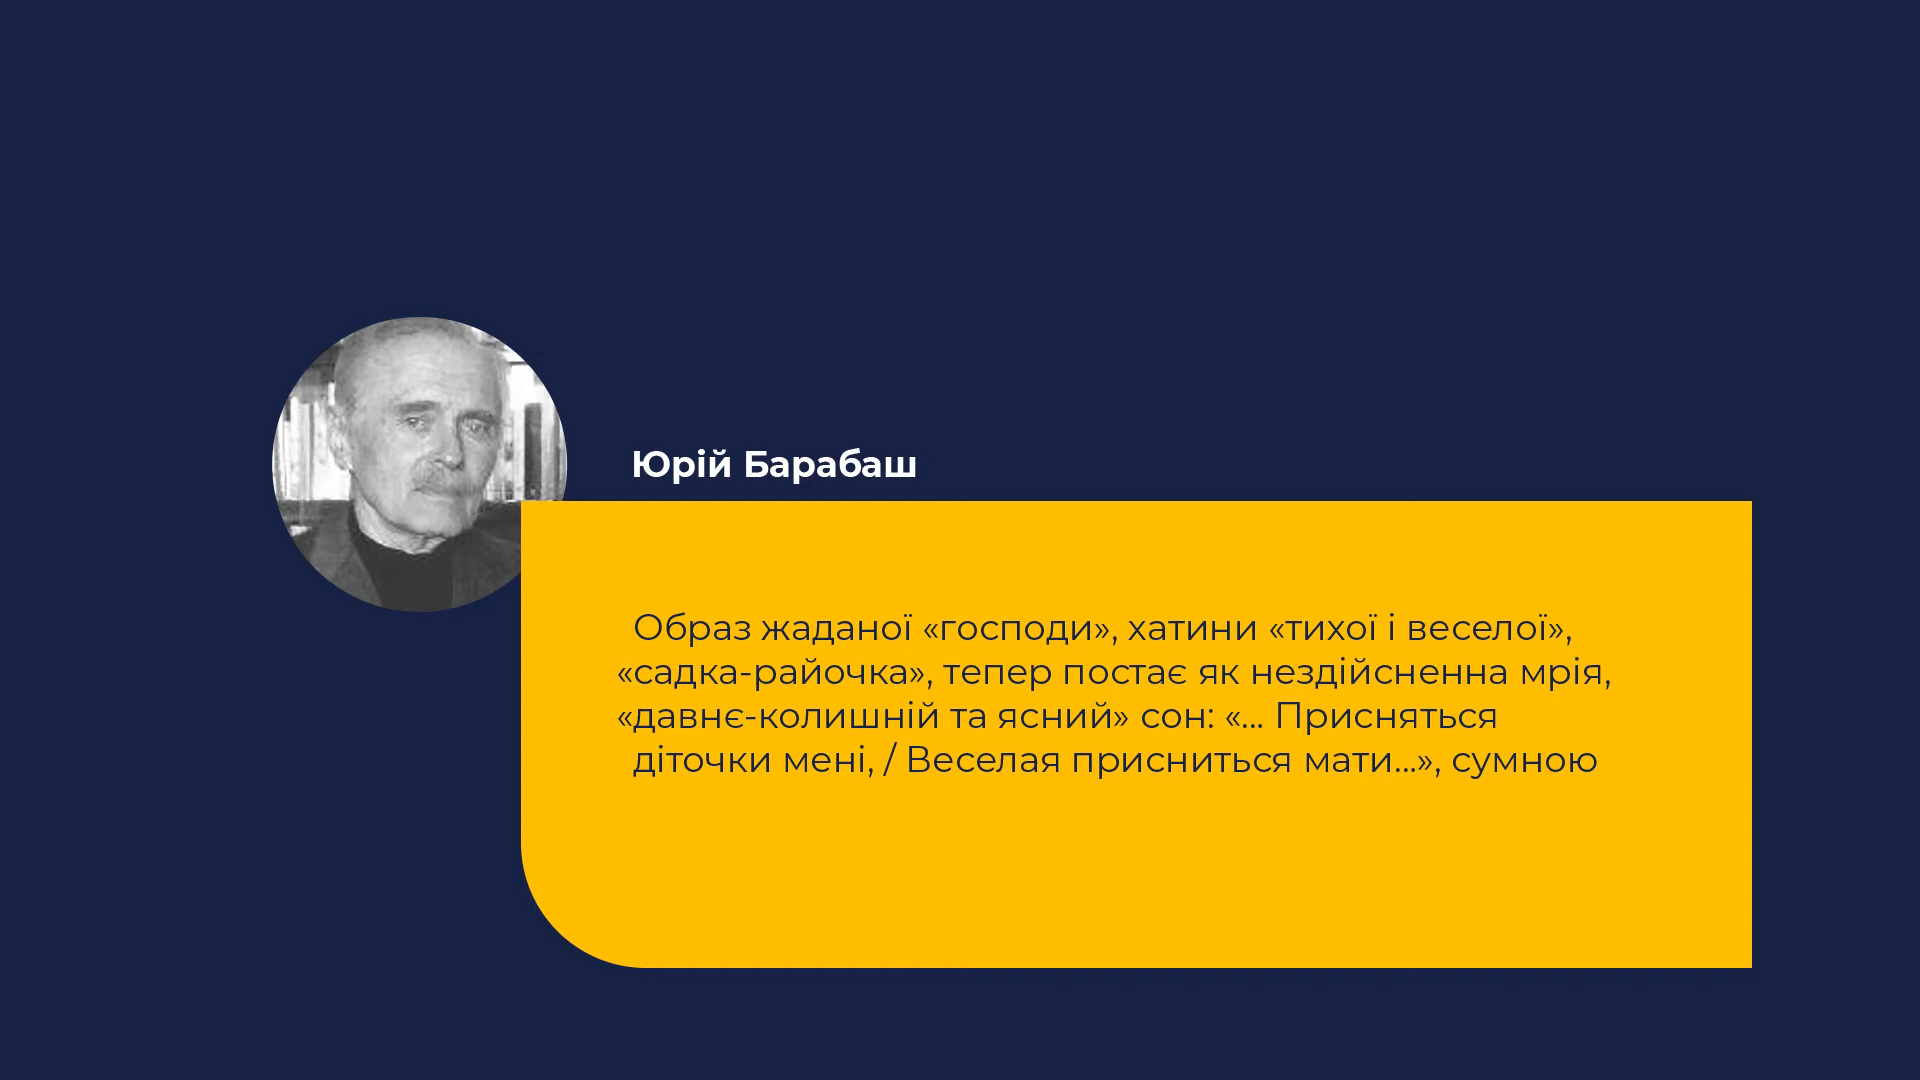 Юрій Барабаш
Образ жаданої «господи», хатини «тихої і веселої»,
«садка-райочка», тепер постає як нездійсненна мрія,
«давнє-колишній та ясний» сон: «... Присняться
діточки мені, / Веселая присниться мати...», сумною